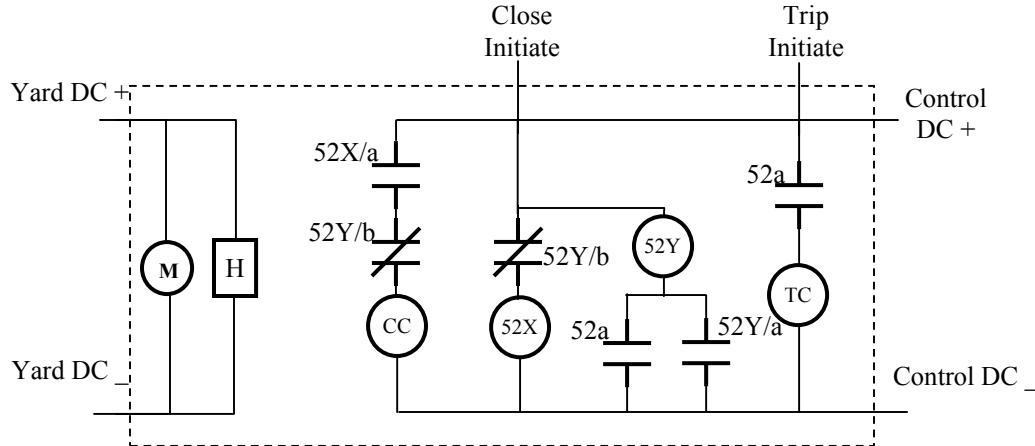 Close
Initiate
Trip
Initiate
Yard DC +
Control
DC +
52X/a
52a
52Y/b
52Y/b
52Y
M
H
TC
CC
52X
52a
52Y/a
Yard DC _
Control DC _